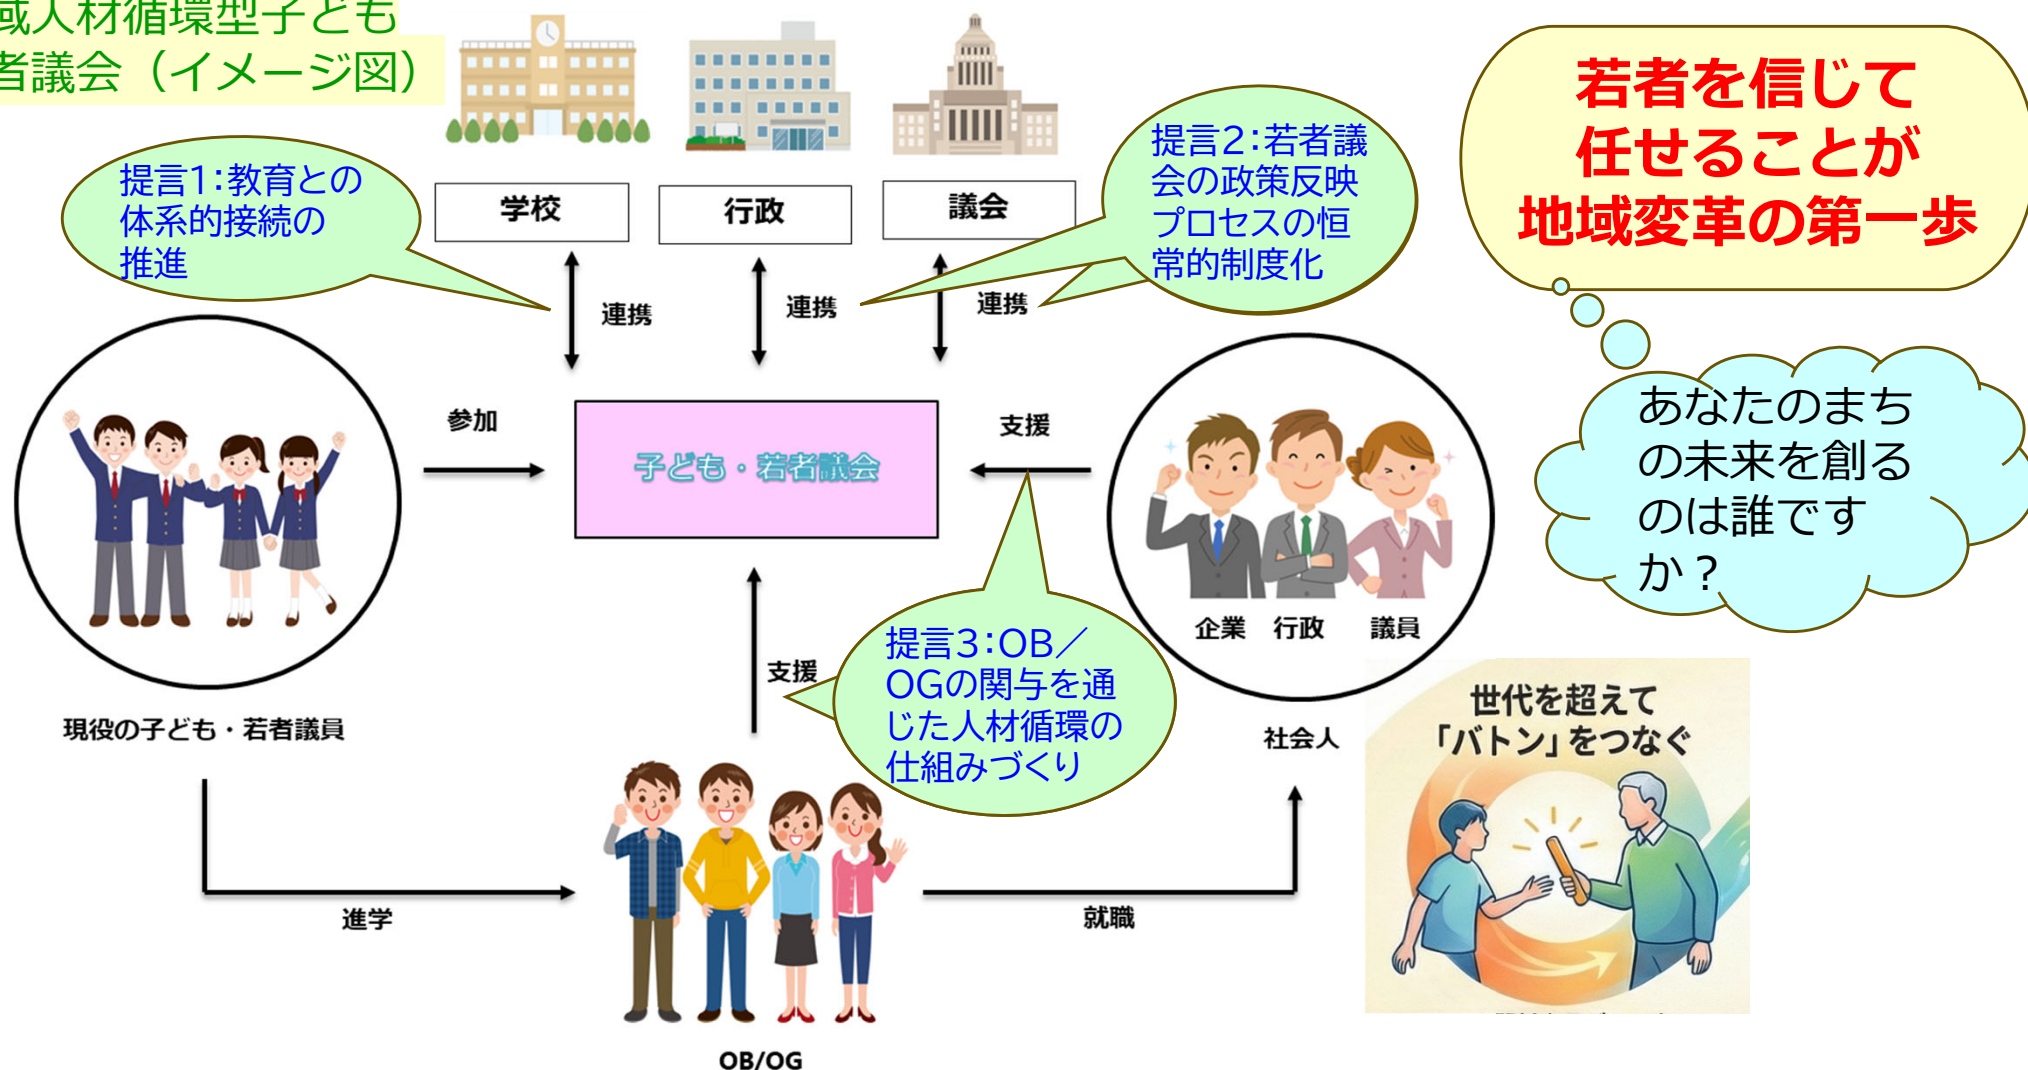 域人材循環型子ども
者議会（イメージ図）
提言1：教育との
体系的接続の
推進
学校
行政
議会
提言2：若者議
会の政策反映
プロセスの恒
常的制度化
若者を信じて
任せることが
地域変革の第一歩
連携
連携
連携
あなたのまち
の未来を創る
のは誰です
か？
参加
子ども・若者議会
支援
企業
行政
議員
現役の子ども・若者議員
支援
提言3：OB／
OGの関与を通
じた人材循環の
仕組みづくり
社会人
世代を超えて
「バトン」をつなぐ
進学
就職
OB/OG